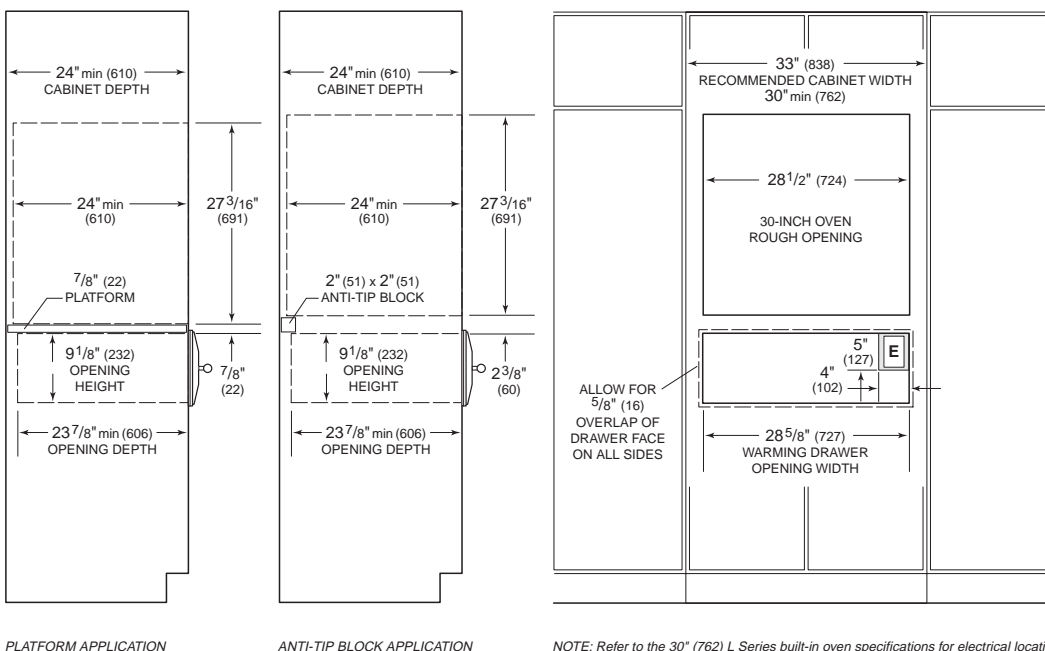 24" min (610)
CABINET DEPTH
24" min
(610)
27 3/16"
(691)
7/8" (22)
PLATFORM
9 1/8" (232)
OPENING
HEIGHT
7/8"
(22)
23 7/8" min (606)
OPENING DEPTH
PLATFORM APPLICATION
24" min (610)
CABINET DEPTH
24" min
(610)
27 3/16"
(691)
2" (51) x 2" (51)
ANTI-TIP BLOCK
9 1/8" (232)
OPENING
HEIGHT
2 3/8"
(60)
23 7/8" min (606)
OPENING DEPTH
ANTI-TIP BLOCK APPLICATION
33" (838)
RECOMMENDED CABINET WIDTH
30" min (762)
28 1/2" (724)
30-INCH OVEN
ROUGH OPENING
5"
(127)
E
4"
(102)
ALLOW FOR
5/8" (16)
OVERLAP OF
DRAWER FACE
ON ALL SIDES
28 5/8" (727)
WARMING DRAWER
OPENING WIDTH
NOTE: Refer to the 30" (762) L Series built-in oven specifications for electrical